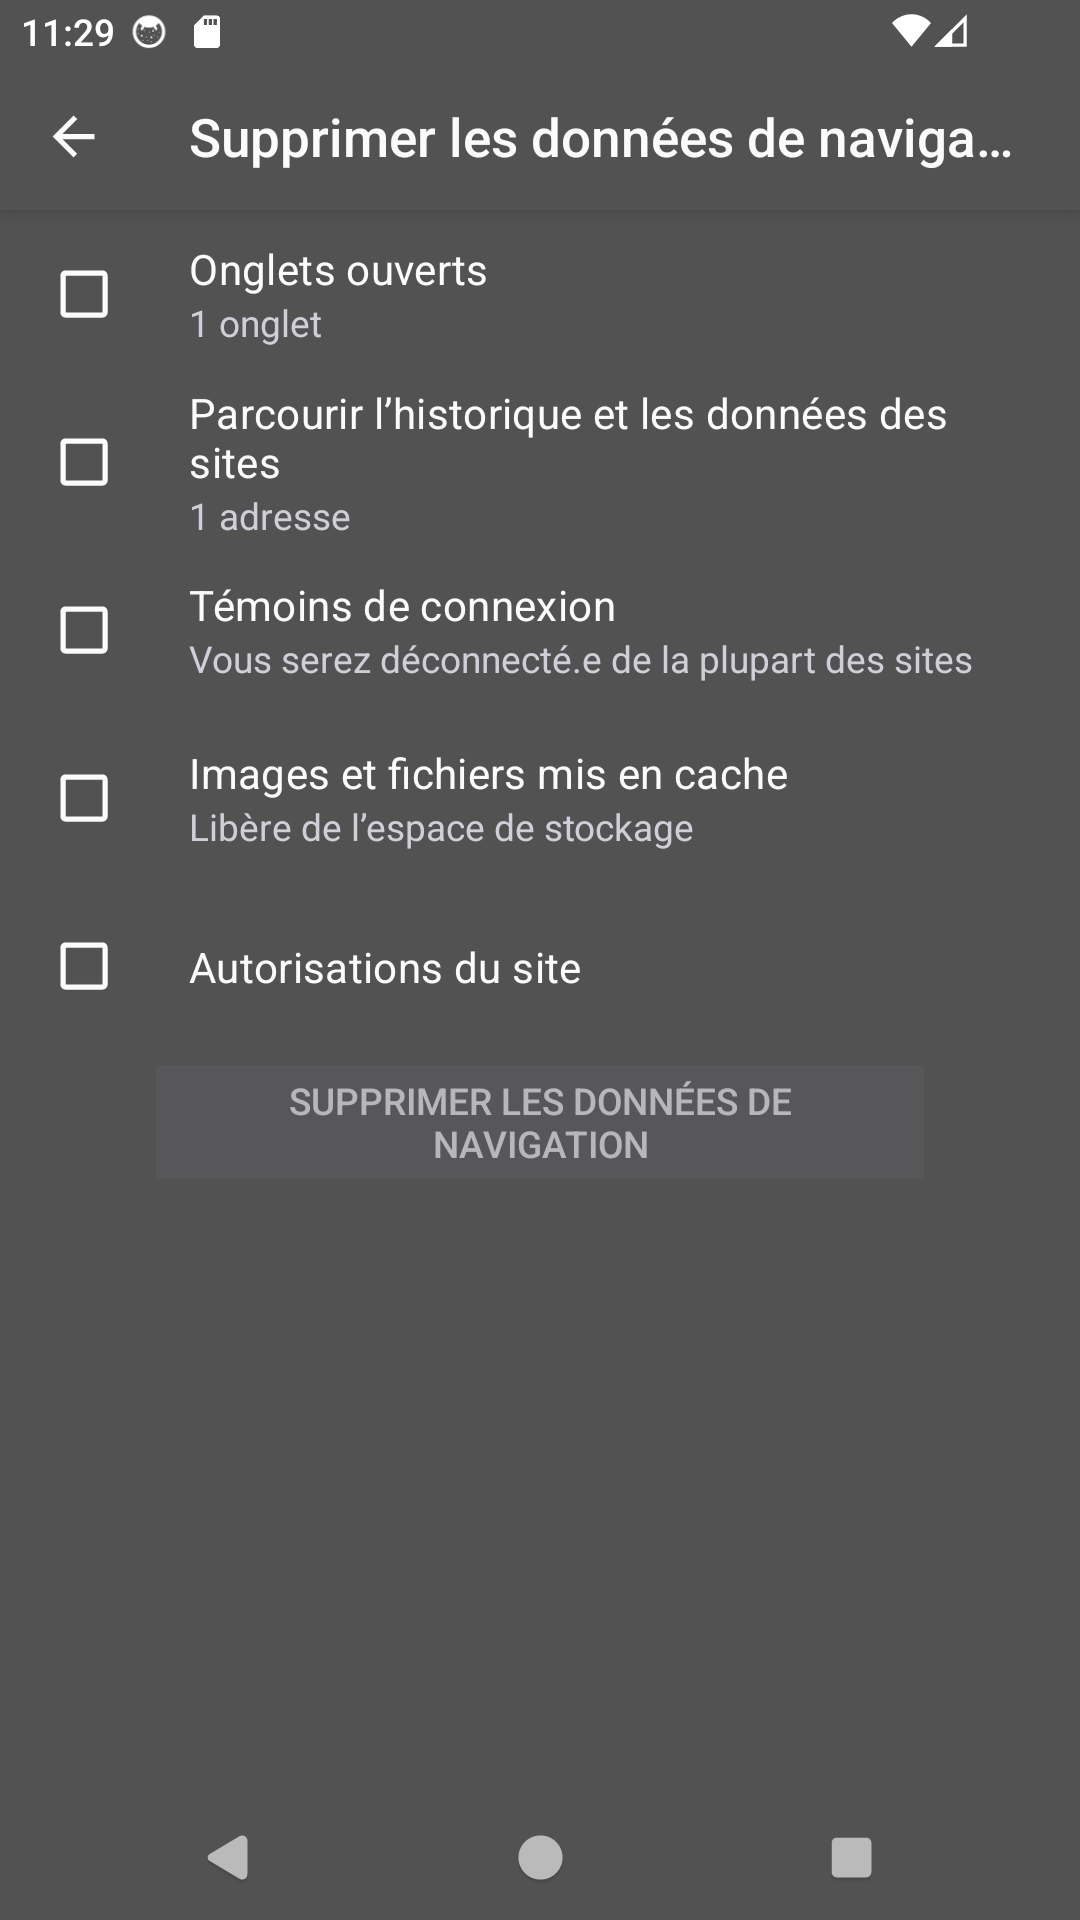 11:29
Supprimer les données de naviga…
Onglets ouverts
1 onglet
Parcourir l’historique et les données des
sites
1 adresse
Témoins de connexion
Vous serez déconnecté.e de la plupart des sites
Images et fichiers mis en cache
Libère de l’espace de stockage
Autorisations du site
SUPPRIMER LES DONNÉES DE
NAVIGATION